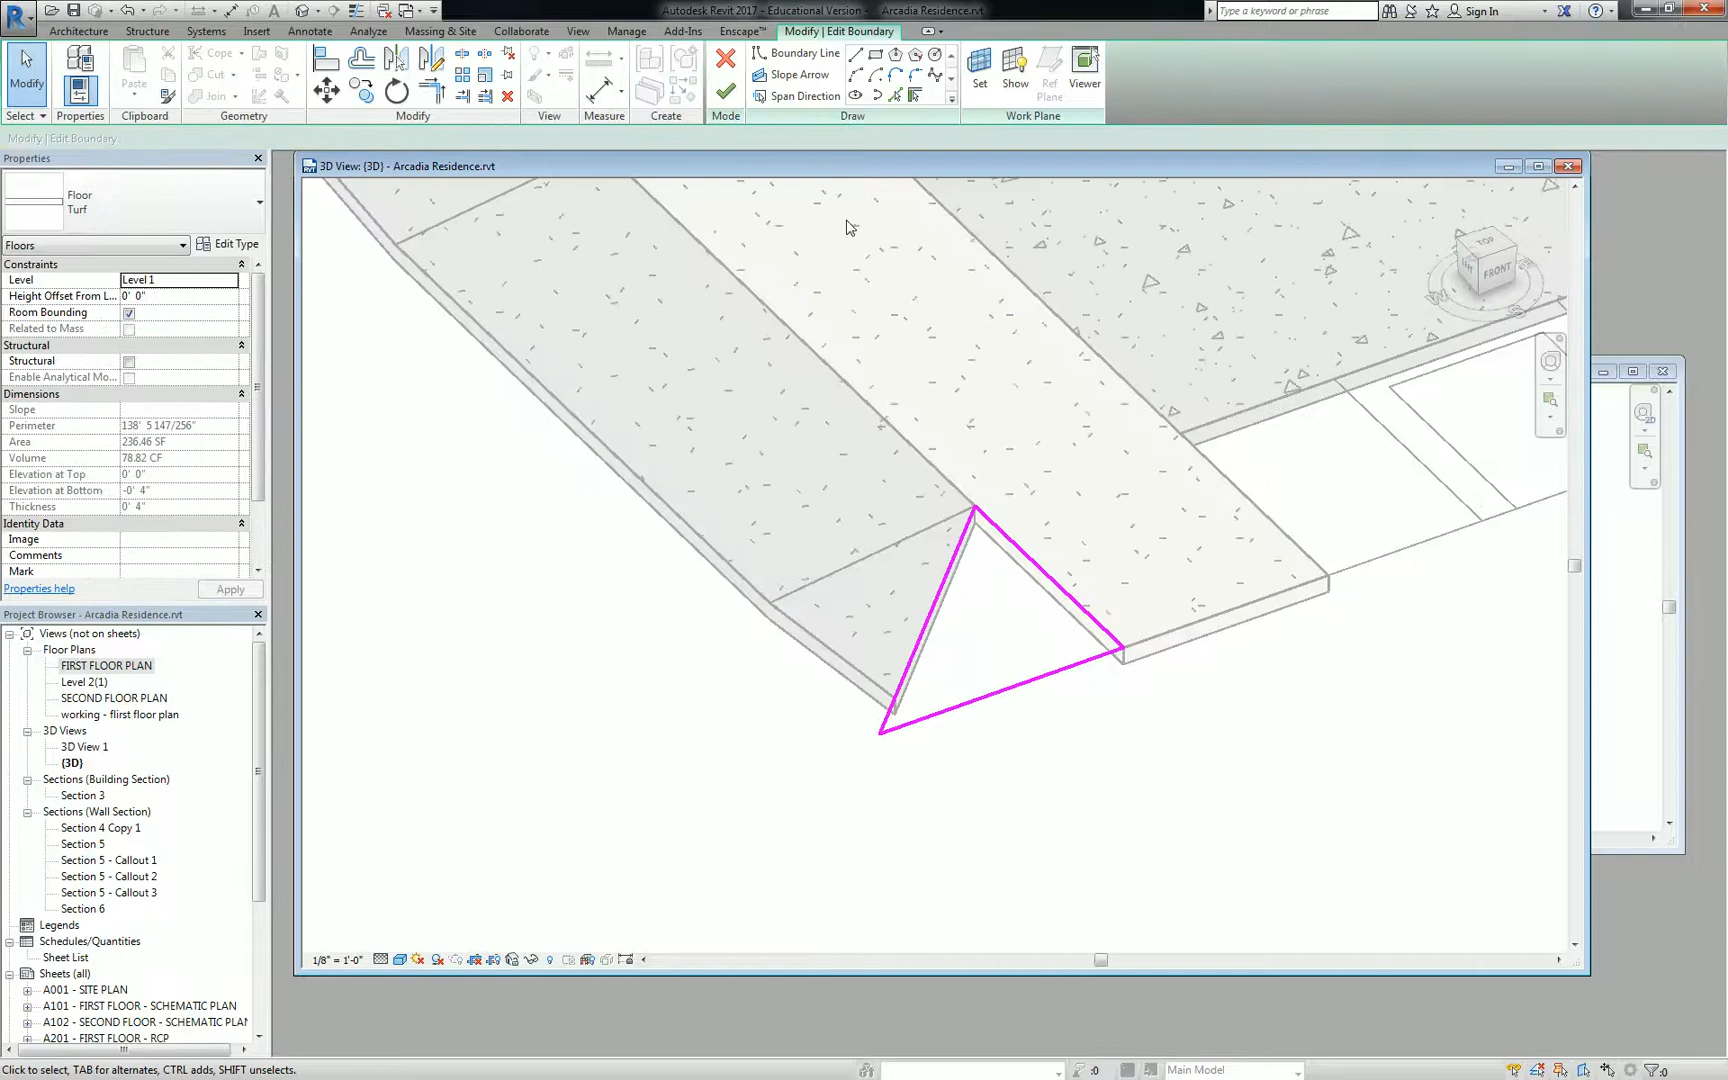 Autodesk Revit 2017 - Educational Version - Arcadia Residence.rvt
Type a keyword or phrase
Sign In
Architecture Structure Systems Insert Annotate Analyze Massing & Site Collaborate View Manage Add-Ins Enscape™ Modify | Edit Boundary
Modify
Paste
Cope
Cut
Join
Boundary Line
Slope Arrow
Span Direction
Set
Show
Ref
Plane
Viewer
Select Properties Clipboard Geometry Modify View Measure Create Mode Draw Work Plane
Modify | Edit Boundary
Properties
3D View: {3D} - Arcadia Residence.rvt
Floor
Turf
Floors
Edit Type
Constraints
Level Level 1
Height Offset From L... 0' 0"
Room Bounding
Related to Mass
Structural
Structural
Enable Analytical Mo...
Dimensions
Slope
Perimeter 138' 5 147/256"
Area 236.46 SF
Volume 78.82 CF
Elevation at Top 0' 0"
Elevation at Bottom -0' 4"
Thickness 0' 4"
Identity Data
Image
Comments
Mark
Properties help
Apply
TOP
FRONT
W
S
Project Browser - Arcadia Residence.rvt
Views (not on sheets)
Floor Plans
FIRST FLOOR PLAN
Level 2(1)
SECOND FLOOR PLAN
working - flirst floor plan
3D Views
3D View 1
{3D}
Sections (Building Section)
Section 3
Sections (Wall Section)
Section 4 Copy 1
Section 5
Section 5 - Callout 1
Section 5 - Callout 2
Section 5 - Callout 3
Section 6
Legends
Schedules/Quantities
Sheet List
Sheets (all)
A001 - SITE PLAN
A101 - FIRST FLOOR - SCHEMATIC PLAN
A102 - SECOND FLOOR - SCHEMATIC PLAN
A201 - FIRST FLOOR - RCP
1/8" = 1'-0"
Click to select, TAB for alternates, CTRL adds, SHIFT unselects.
:0
Main Model
:0